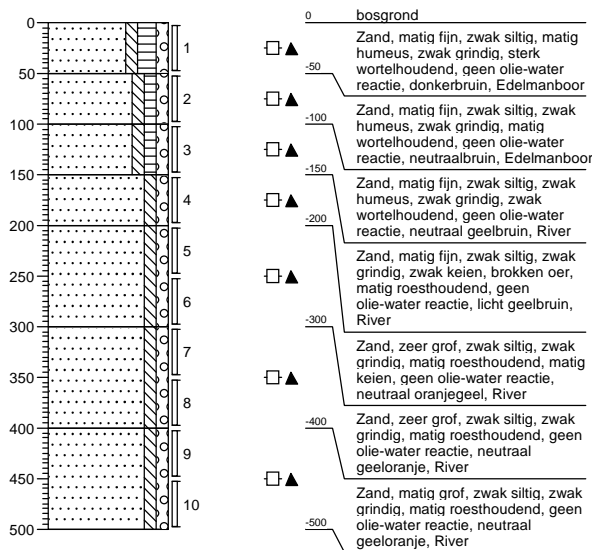 0
50
100
150
200
250
300
350
400
450
500
1
2
3
4
5
6
7
8
9
10
0 bosgrond
Zand, matig fijn, zwak siltig, matig
humeus, zwak grindig, sterk
wortelhoudend, geen olie-water
reactie, donkerbruin, Edelmanboor
-50
Zand, matig fijn, zwak siltig, zwak
humeus, zwak grindig, matig
wortelhoudend, geen olie-water
reactie, neutraalbruin, Edelmanboor
-100
Zand, matig fijn, zwak siltig, zwak
humeus, zwak grindig, zwak
wortelhoudend, geen olie-water
reactie, neutraal geelbruin, River
-150
Zand, matig fijn, zwak siltig, zwak
grindig, zwak keien, brokken oer,
matig roesthoudend, geen
olie-water reactie, licht geelbruin,
River
-200
Zand, zeer grof, zwak siltig, zwak
grindig, matig roesthoudend, matig
keien, geen olie-water reactie,
neutraal oranjegeel, River
-300
Zand, zeer grof, zwak siltig, zwak
grindig, matig roesthoudend, geen
olie-water reactie, neutraal
geeloranje, River
-400
Zand, matig grof, zwak siltig, zwak
grindig, matig roesthoudend, geen
olie-water reactie, neutraal
geeloranje, River
-500